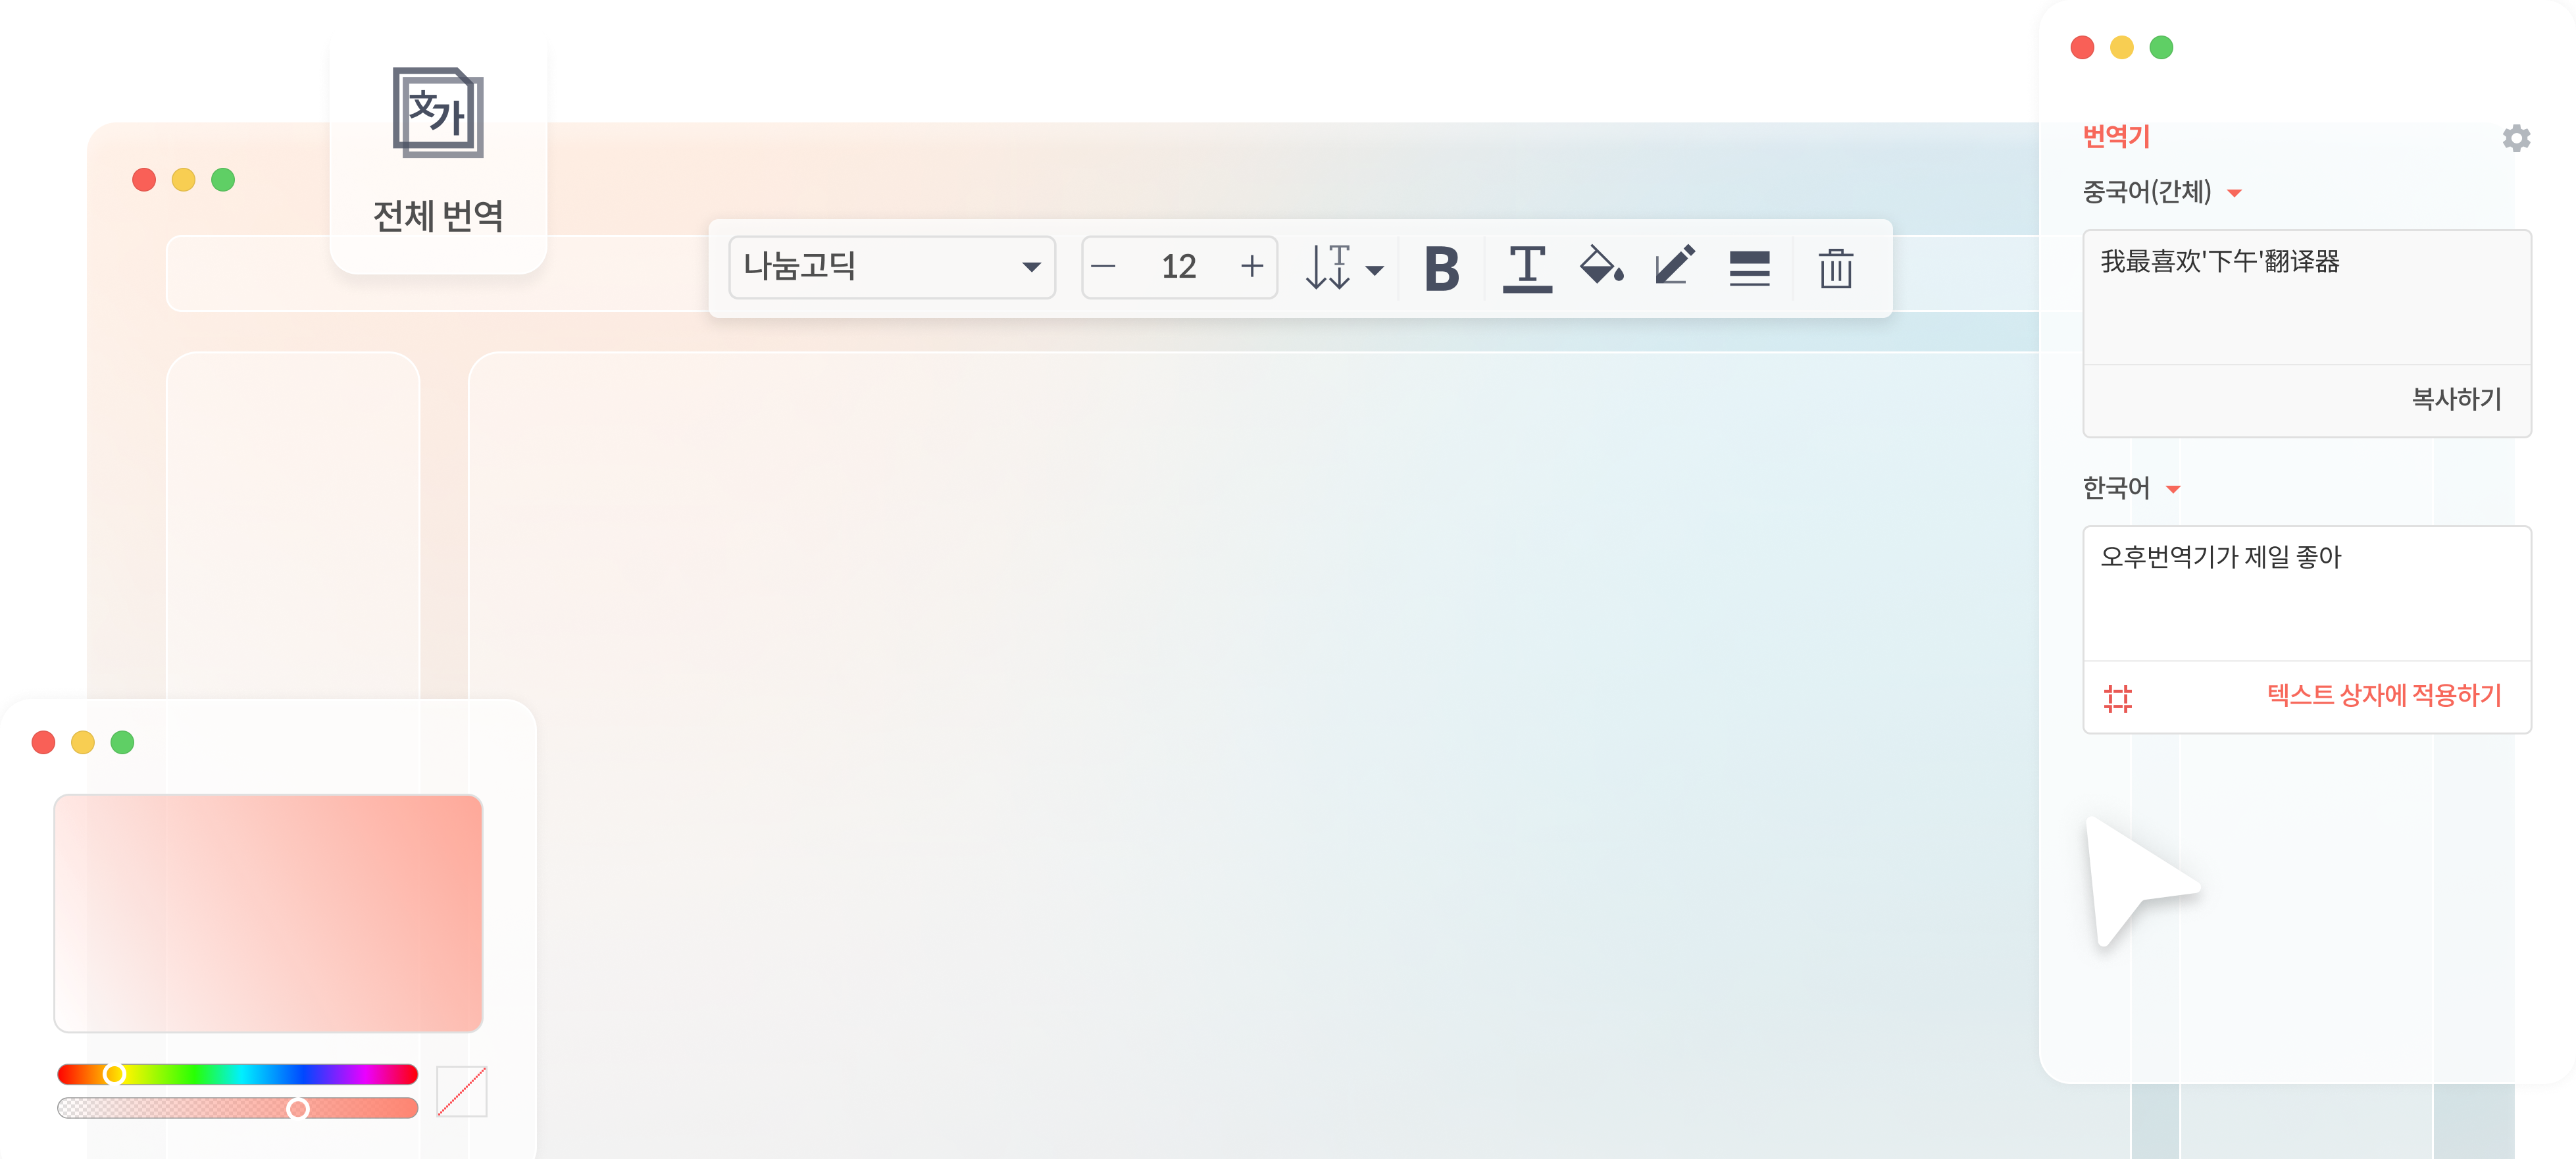 文가
전체 번역
나눔고딕
12
T
B
T
번역기
중국어(간체)
我最喜欢'下午'翻译器
복사하기
한국어
오후번역기가 제일 좋아
텍스트 상자에 적용하기